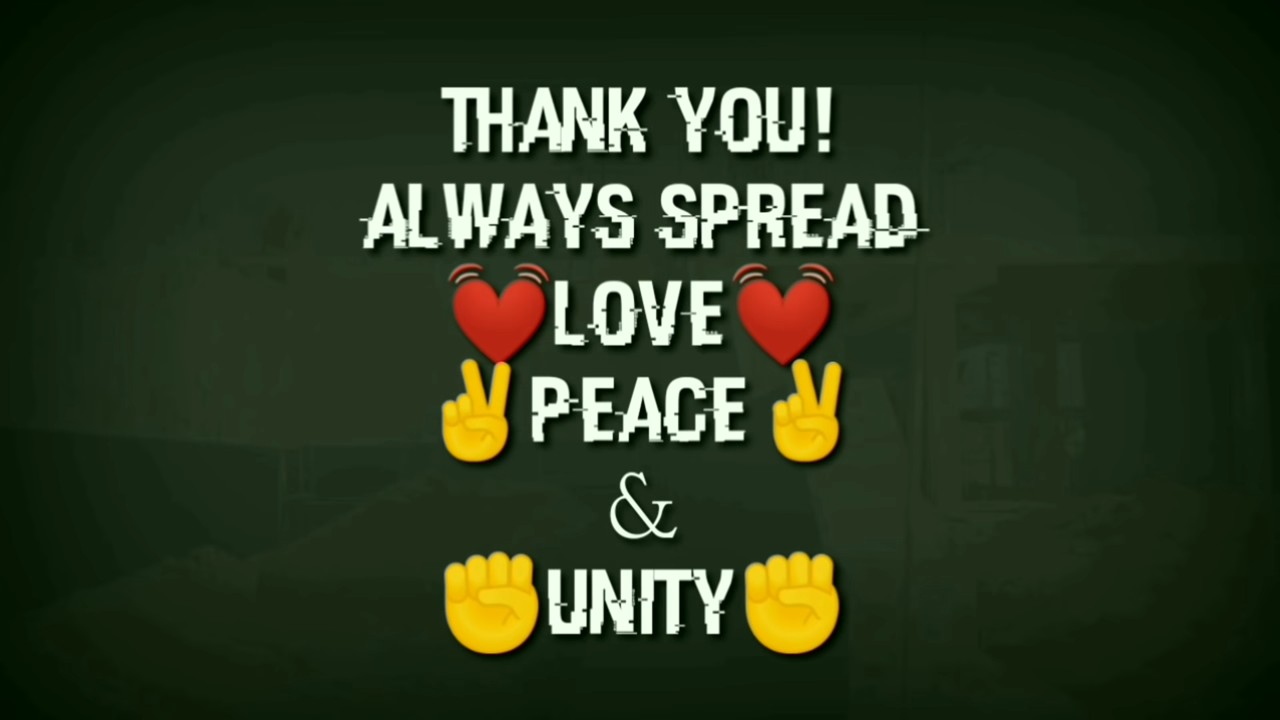 THANK YOU!
ALWAYS SPREAD
💓LOVE💓
✌PEACE✌
&
✊UNITY✊